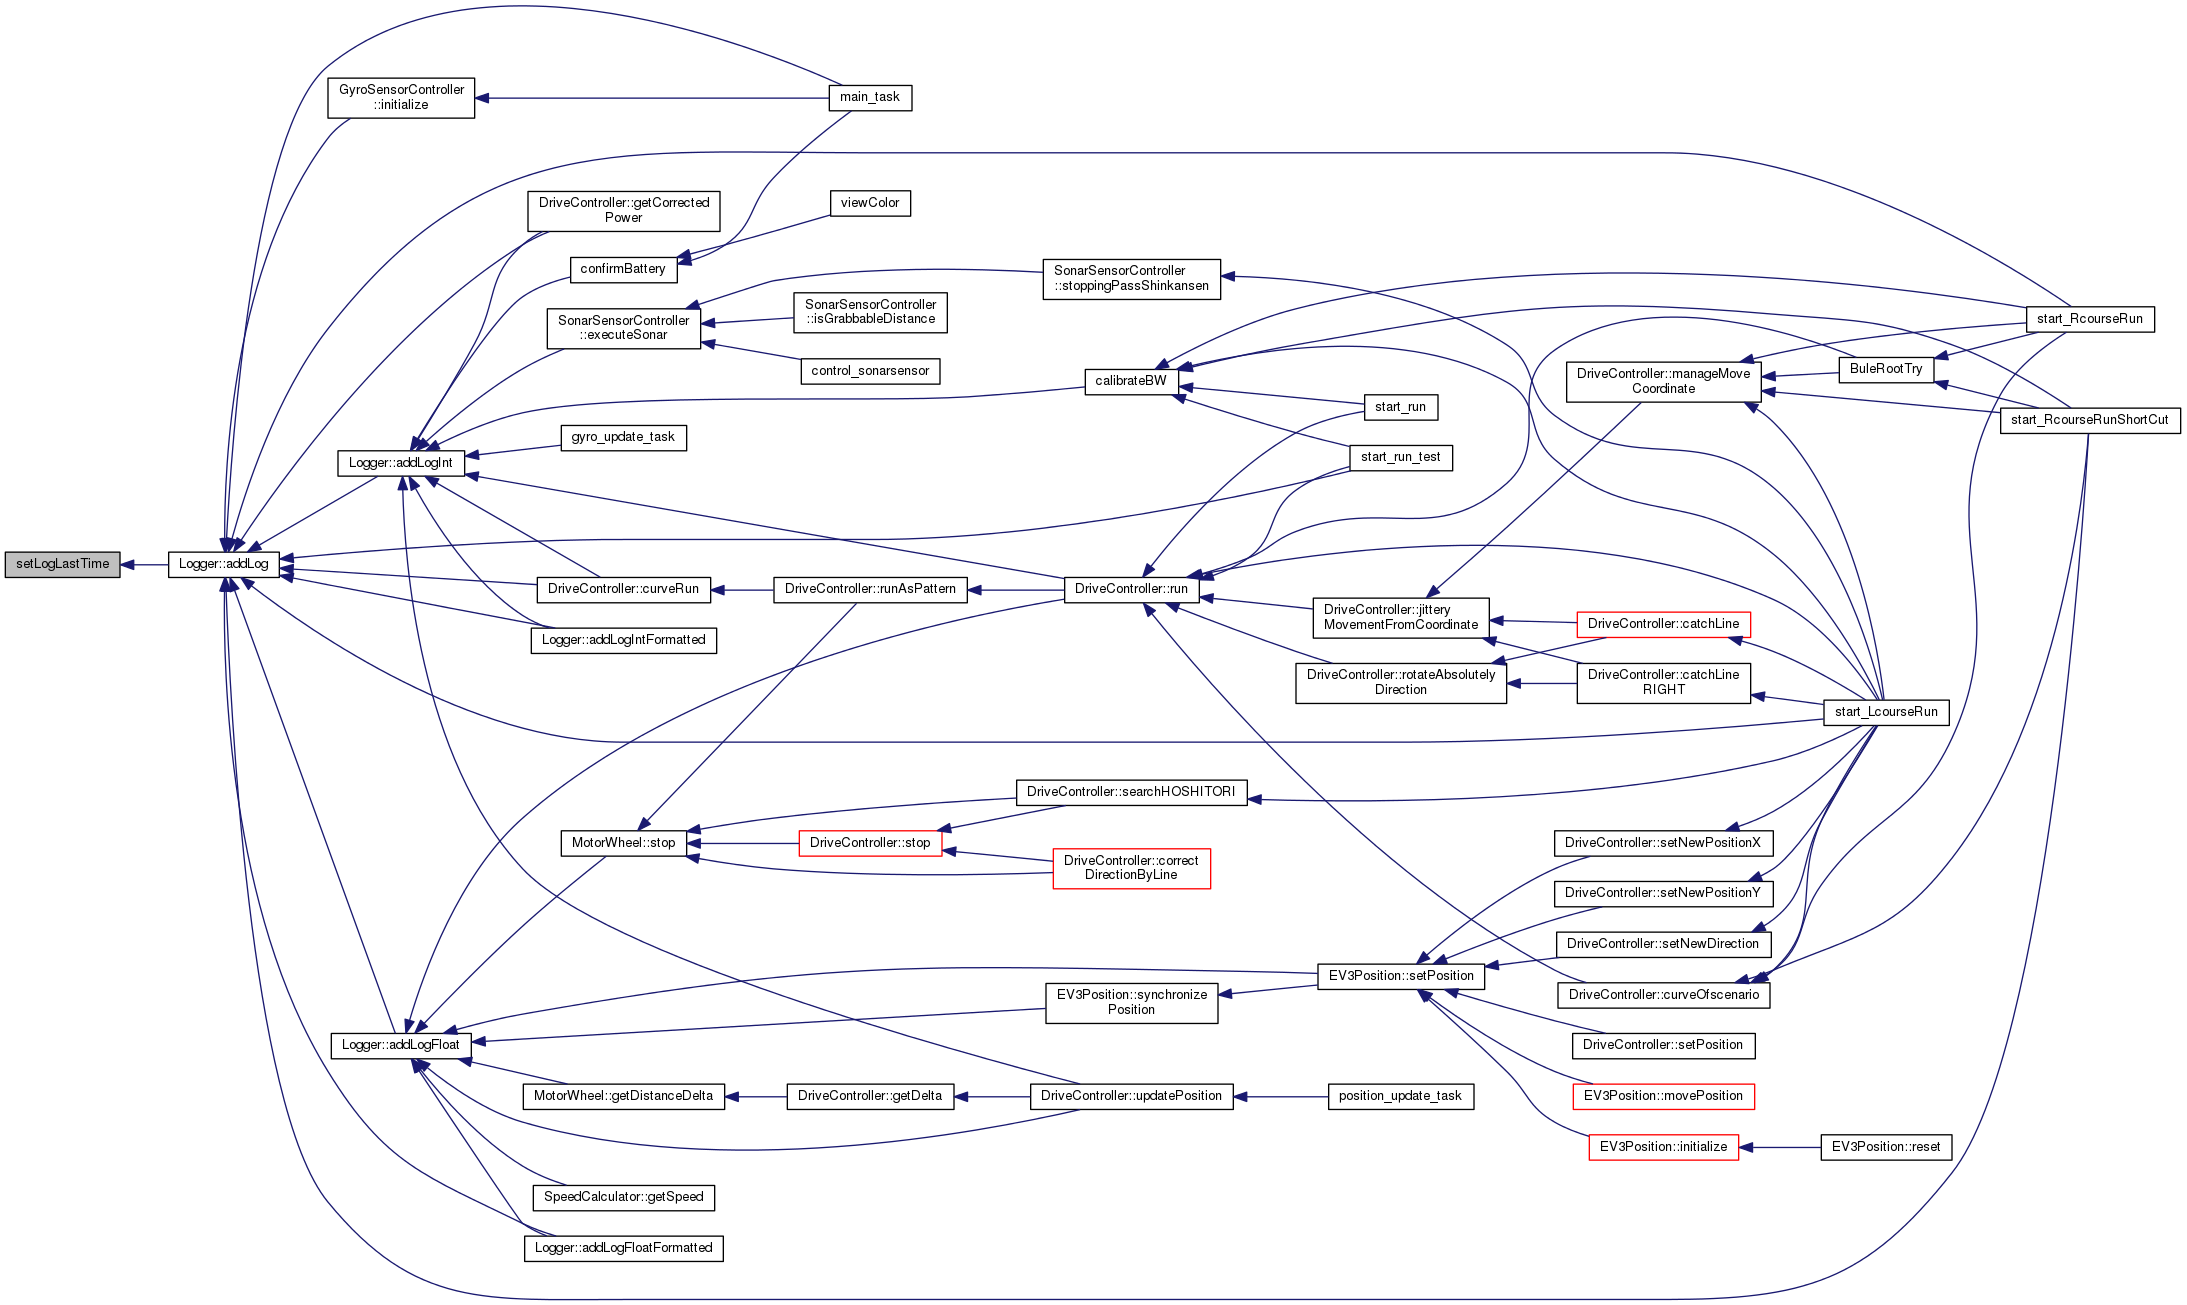 GyroSensorController
::initialize
main_task
DriveController::getCorrected
Power
viewColor
confirmBattery
SonarSensorController
::stoppingPassShinkansen
SonarSensorController
::isGrabbableDistance
SonarSensorController
::executeSonar
start_RcourseRun
control_sonarsensor
calibrateBW
DriveController::manageMove
Coordinate
BuleRootTry
start_run
start_RcourseRunShortCut
gyro_update_task
Logger::addLogInt
start_run_test
setLogLastTime
Logger::addLog
DriveController::curveRun
DriveController::runAsPattern
DriveController::run
DriveController::jittery
MovementFromCoordinate
DriveController::catchLine
Logger::addLogIntFormatted
DriveController::rotateAbsolutely
Direction
DriveController::catchLine
RIGHT
start_LcourseRun
DriveController::searchHOSHITORI
MotorWheel::stop
DriveController::stop
DriveController::correct
DirectionByLine
DriveController::setNewPositionX
DriveController::setNewPositionY
DriveController::setNewDirection
EV3Position::setPosition
EV3Position::synchronize
Position
DriveController::curveOfscenario
Logger::addLogFloat
DriveController::setPosition
MotorWheel::getDistanceDelta
DriveController::getDelta
DriveController::updatePosition
position_update_task
EV3Position::movePosition
EV3Position::initialize
EV3Position::reset
SpeedCalculator::getSpeed
Logger::addLogFloatFormatted